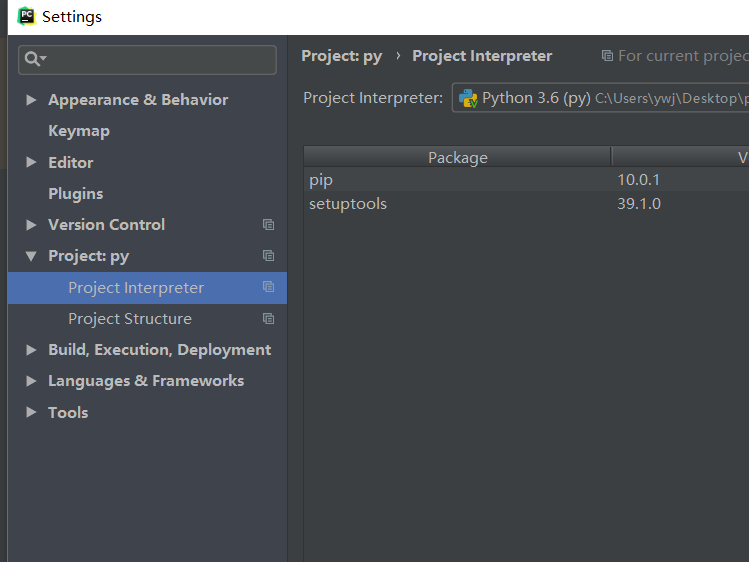 Settings
Project: py › Project Interpreter For current projec
Project Interpreter: Python 3.6 (py) C:\Users\ywj\Desktop\p
Appearance & Behavior
Keymap
Editor
Plugins
Version Control
Project: py
Project Interpreter
Project Structure
Build, Execution, Deployment
Languages & Frameworks
Tools
Package V
pip 10.0.1
setuptools 39.1.0